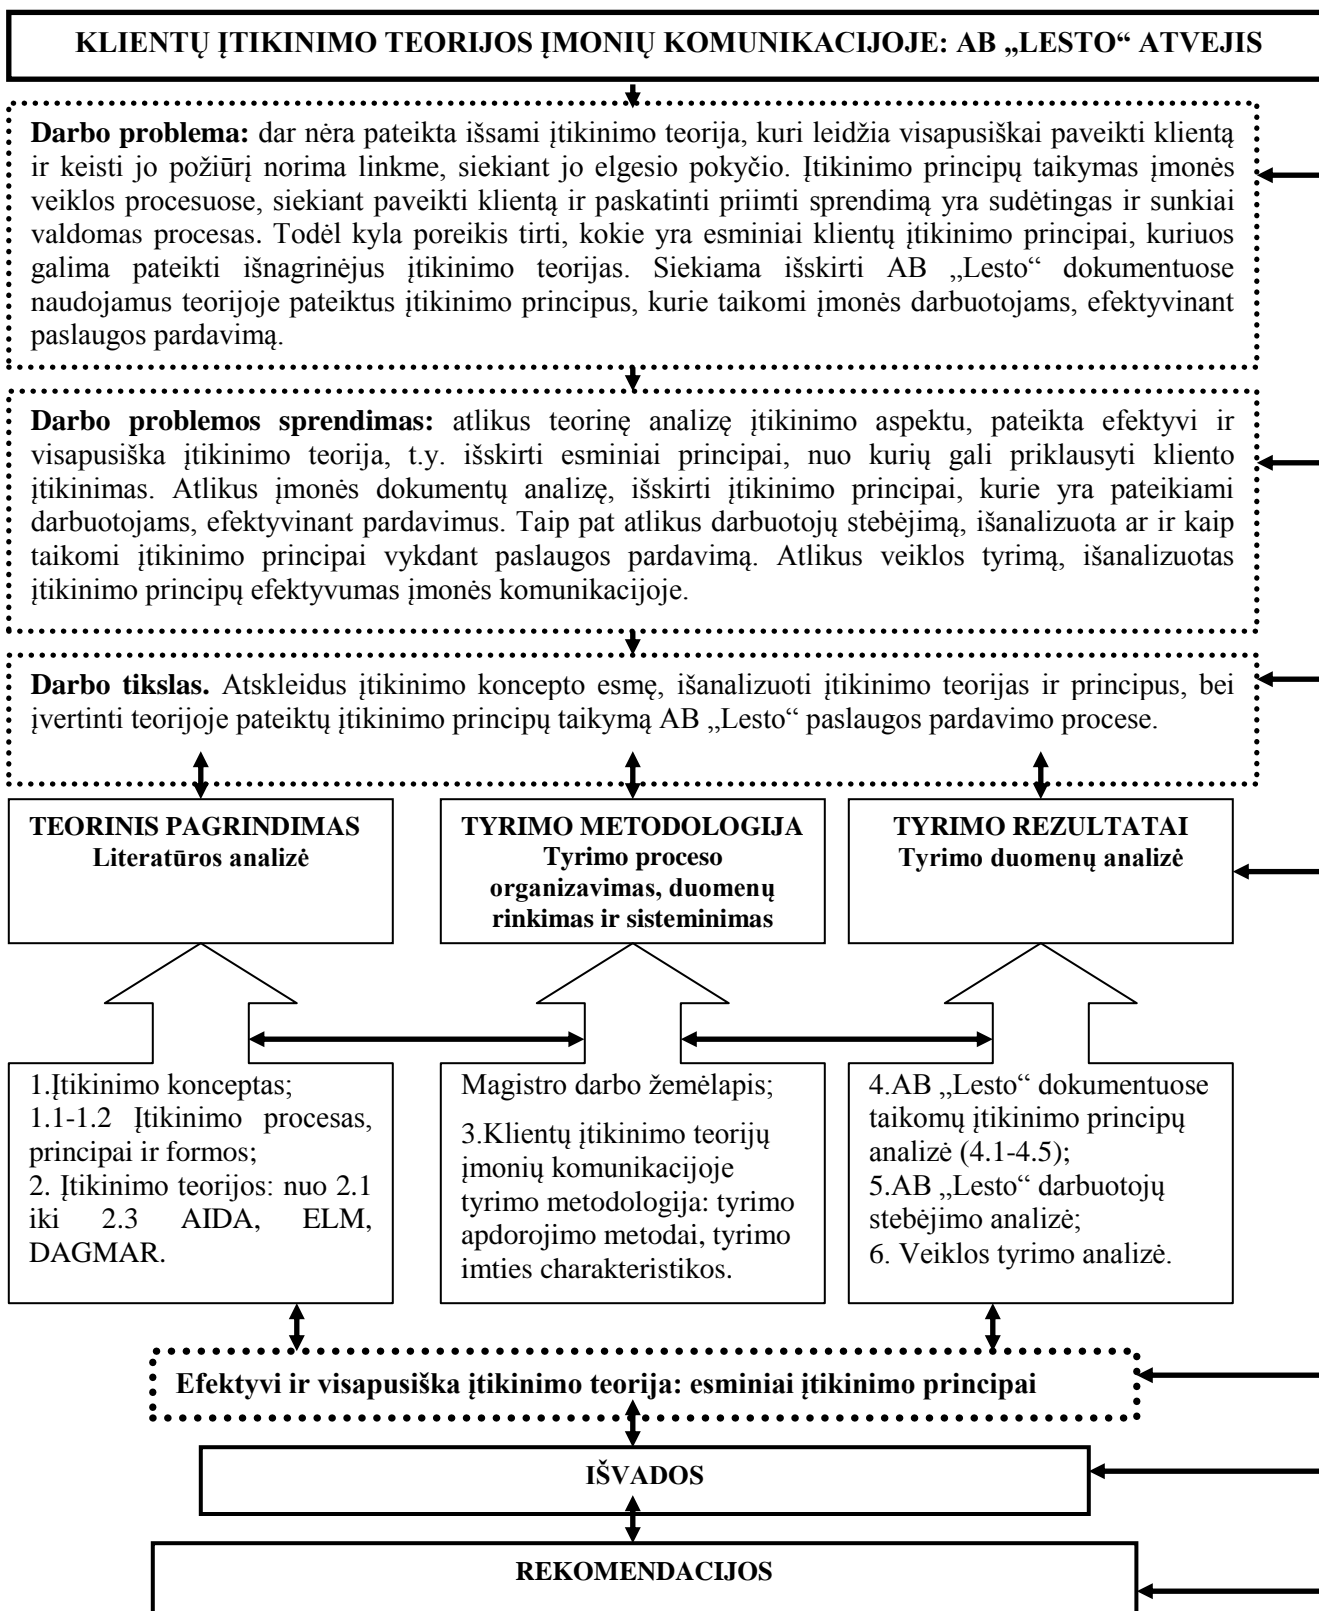 KLIENTŲ ĮTIKINIMO TEORIJOS ĮMONIŲ KOMUNIKACIJOJE: AB „LESTO“ ATVEJIS
Darbo problema: dar nėra pateikta išsami įtikinimo teorija, kuri leidžia visapusiškai paveikti klientą
ir keisti jo požiūrį norima linkme, siekiant jo elgesio pokyčio. Įtikinimo principų taikymas įmonės
veiklos procesuose, siekiant paveikti klientą ir paskatinti priimti sprendimą yra sudėtingas ir sunkiai
valdomas procesas. Todėl kyla poreikis tirti, kokie yra esminiai klientų įtikinimo principai, kuriuos
galima pateikti išnagrinėjus įtikinimo teorijas. Siekiama išskirti AB „Lesto“ dokumentuose
naudojamus teorijoje pateiktus įtikinimo principus, kurie taikomi įmonės darbuotojams, efektyvinant
paslaugos pardavimą.
Darbo problemos sprendimas: atlikus teorinę analizę įtikinimo aspektu, pateikta efektyvi ir
visapusiška įtikinimo teorija, t.y. išskirti esminiai principai, nuo kurių gali priklausyti kliento
įtikinimas. Atlikus įmonės dokumentų analizę, išskirti įtikinimo principai, kurie yra pateikiami
darbuotojams, efektyvinant pardavimus. Taip pat atlikus darbuotojų stebėjimą, išanalizuota ar ir kaip
taikomi įtikinimo principai vykdant paslaugos pardavimą. Atlikus veiklos tyrimą, išanalizuotas
įtikinimo principų efektyvumas įmonės komunikacijoje.
Darbo tikslas. Atskleidus įtikinimo koncepto esmę, išanalizuoti įtikinimo teorijas ir principus, bei
įvertinti teorijoje pateiktų įtikinimo principų taikymą AB „Lesto“ paslaugos pardavimo procese.
TEORINIS PAGRINDIMAS
Literatūros analizė
TYRIMO METODOLOGIJA
Tyrimo proceso
organizavimas, duomenų
rinkimas ir sisteminimas
TYRIMO REZULTATAI
Tyrimo duomenų analizė
1.Įtikinimo konceptas;
1.1-1.2 Įtikinimo procesas,
principai ir formos;
2. Įtikinimo teorijos: nuo 2.1
iki 2.3 AIDA, ELM,
DAGMAR.
Magistro darbo žemėlapis;
3.Klientų įtikinimo teorijų
įmonių komunikacijoje
tyrimo metodologija: tyrimo
apdorojimo metodai, tyrimo
imties charakteristikos.
4.AB „Lesto“ dokumentuose
taikomų įtikinimo principų
analizė (4.1-4.5);
5.AB „Lesto“ darbuotojų
stebėjimo analizė;
6. Veiklos tyrimo analizė.
Efektyvi ir visapusiška įtikinimo teorija: esminiai įtikinimo principai
IŠVADOS
REKOMENDACIJOS